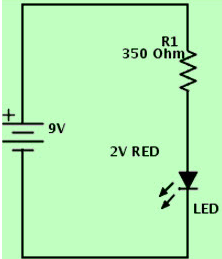 R1
350 Ohm
+
9V
2V RED
LED